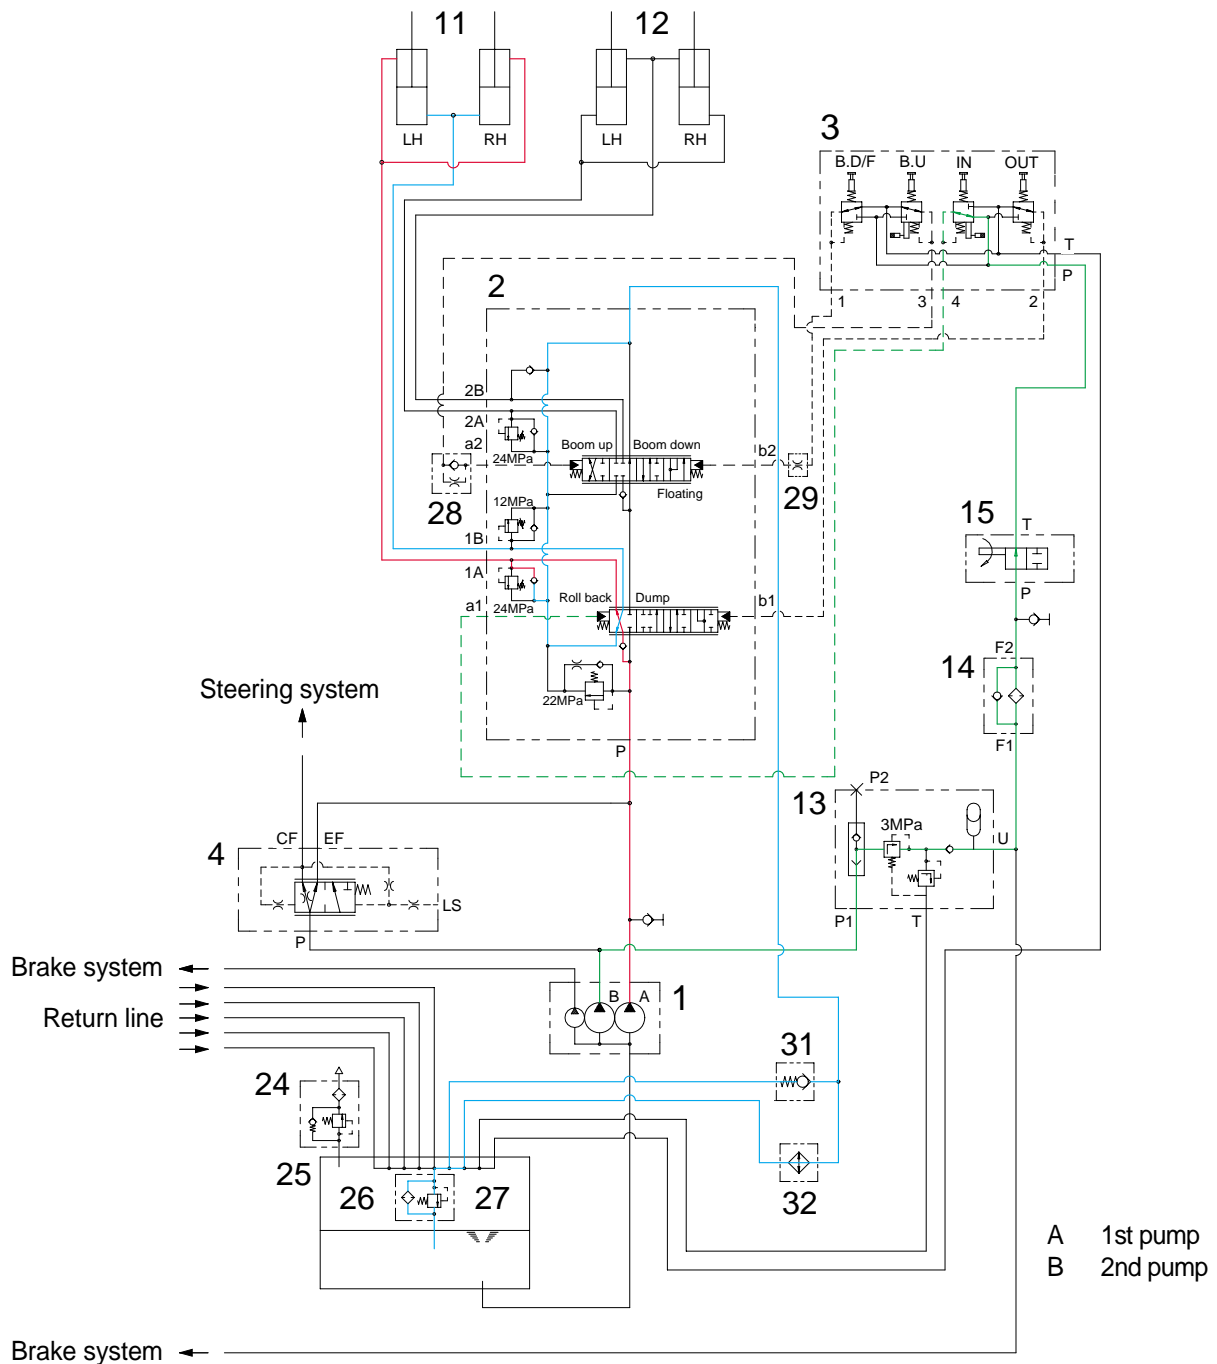 11
12
LH
RH
LH
RH
3
B.D/F
B.U
IN
OUT
T
P
1
3
4
2
2
2B
2A
a2
24MPa
Boom up
Boom down
b2
Floating
28
29
12MPa
1B
1A
a1
24MPa
Roll back
Dump
b1
22MPa
P
15
T
P
14
F2
F1
Steering system
13
P2
3MPa
U
P1
T
4
CF
EF
LS
P
Brake system
Return line
B
A
1
31
24
25
26
27
32
A 1st pump
B 2nd pump
Brake system